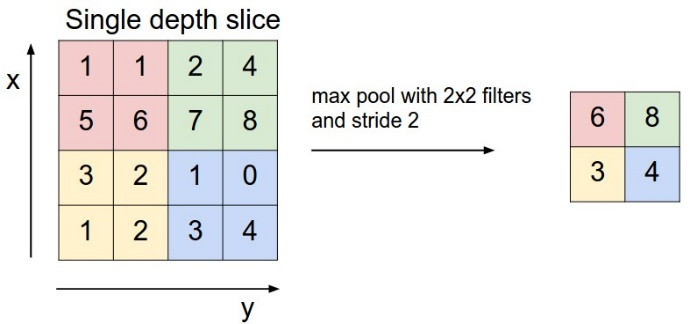 Single depth slice
x
1 1 2 4
5 6 7 8
3 2 1 0
1 2 3 4
y
max pool with 2x2 filters
and stride 2
6 8
3 4